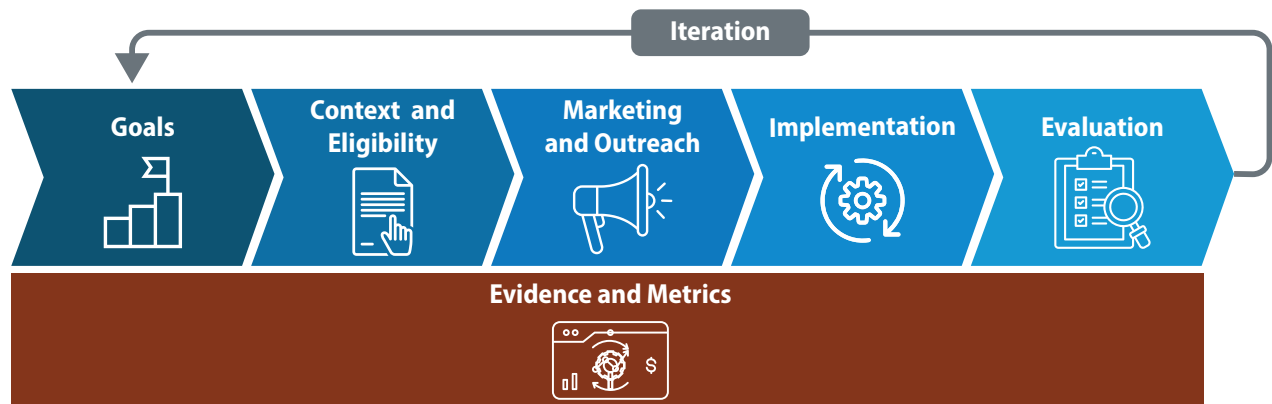 Iteration
Goals
Context and
Eligibility
Marketing
and Outreach
Implementation
Evaluation
Evidence and Metrics
$